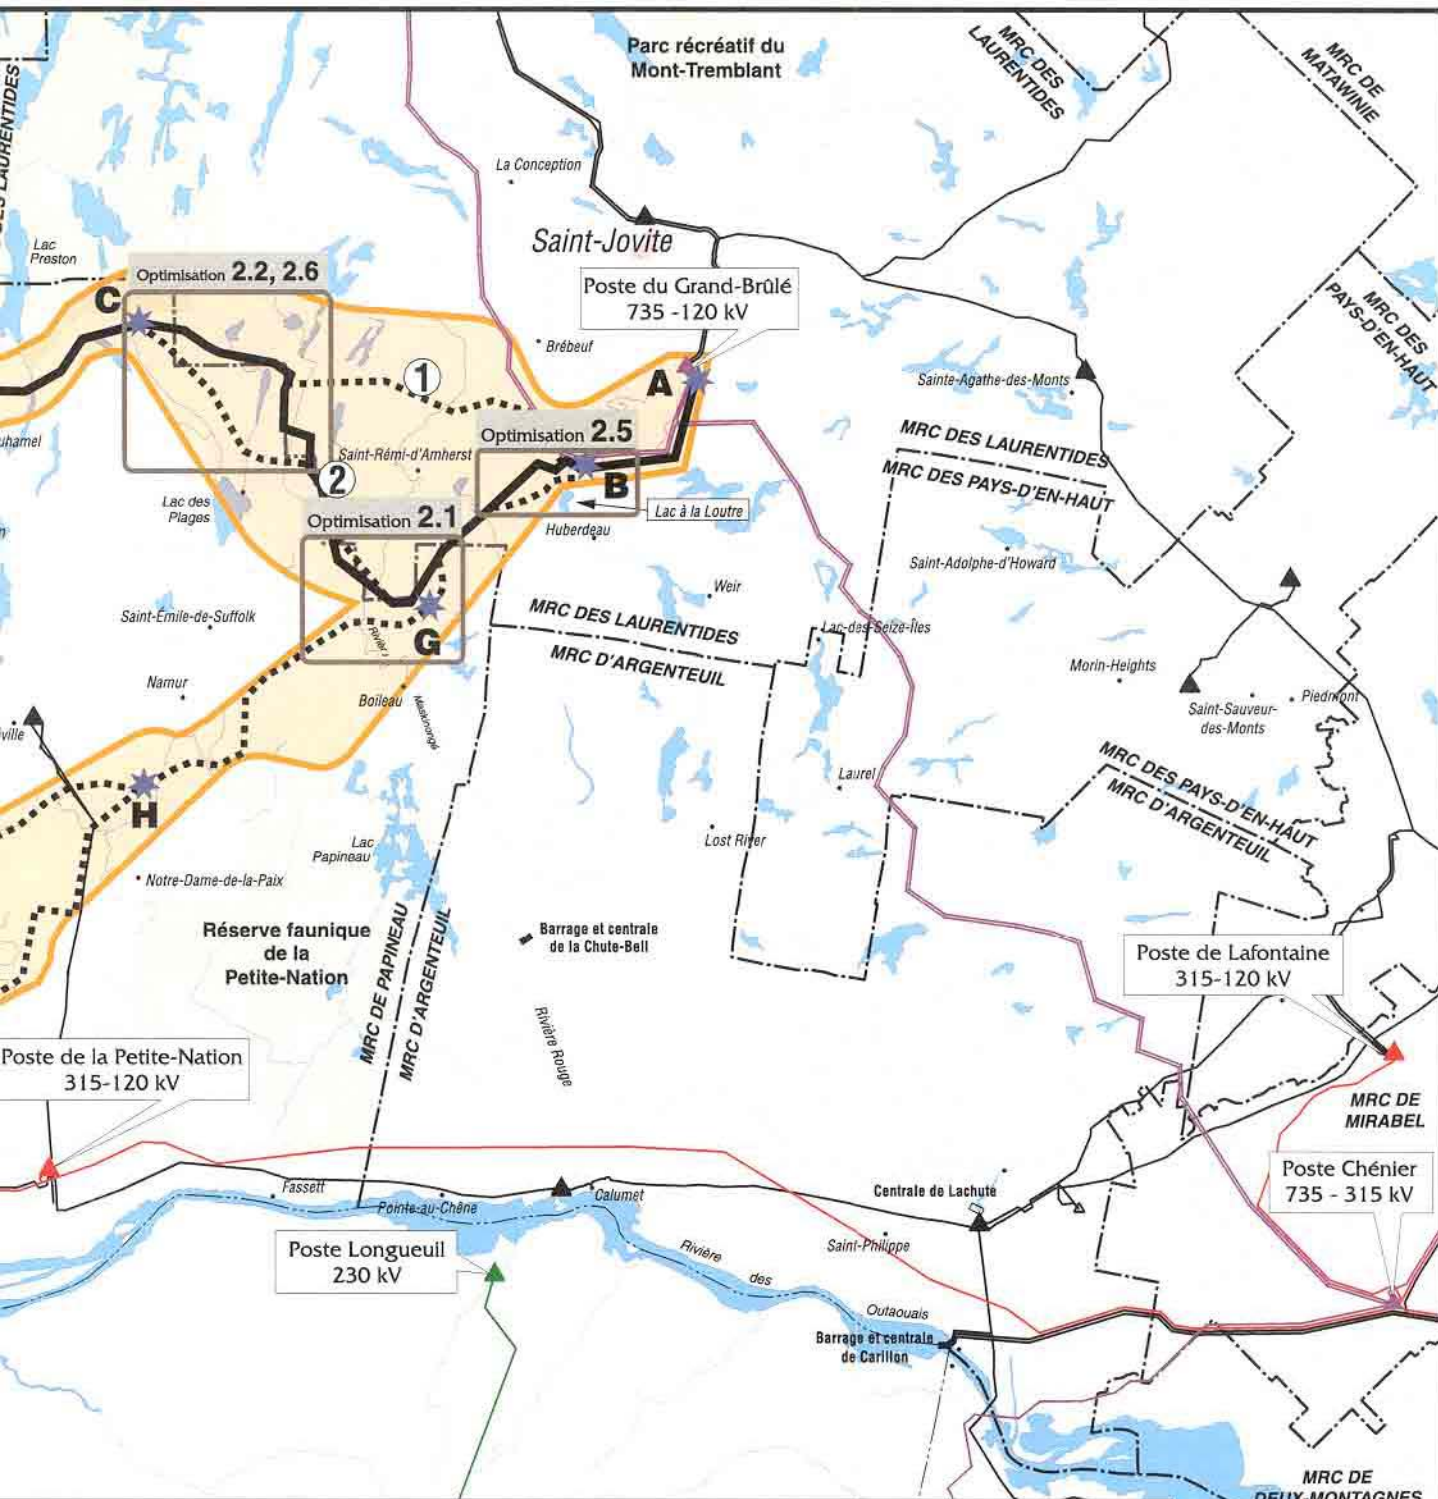 Parc récréatif du
Mont-Tremblant
MRC DES
LAURENTIDES
MRC DE
MATAWINIE
LAURENTIDES
La Conception
Lac
Preston
Saint-Jovite
Optimisation 2.2, 2.6
C
Poste du Grand-Brûlé
735 -120 kV
MRC DES
PAYS-D'EN-HAUT
Brébeuf
1
A
Sainte-Agathe-des-Monts
Optimisation 2.5
MRC DES LAURENTIDES
MRC DES PAYS-D'EN-HAUT
uhamel
Saint-Rémi-d'Amherst
2
B
Lac des
Plages
Lac à la Loutre
Optimisation 2.1
Huberdeau
Saint-Adolphe-d'Howard
Weir
Saint-Émile-de-Suffolk
MRC DES LAURENTIDES
MRC D'ARGENTEUIL
Lac-des-Seize-Îles
G
Morin-Heights
Namur
Boileau
Maskinongé
Saint-Sauveur-
des-Monts
Piedmont
ville
MRC DES PAYS-D'EN-HAUT
MRC D'ARGENTEUIL
Laurel
H
Lac
Papineau
Lost River
Notre-Dame-de-la-Paix
Réserve faunique
de la
Petite-Nation
MRC DE PAPINEAU
MRC D'ARGENTEUIL
Barrage et centrale
de la Chute-Bell
Poste de Lafontaine
315-120 kV
Rivière Rouge
Poste de la Petite-Nation
315-120 kV
MRC DE
MIRABEL
Poste Chénier
735 - 315 kV
Fassett
Pointe-au-Chêne
Calumet
Centrale de Lachute
Saint-Philippe
Poste Longueuil
230 kV
Rivière
des
Outaouais
Barrage et centrale
de Carillon
MRC DE
DEUX-MONTAGNES